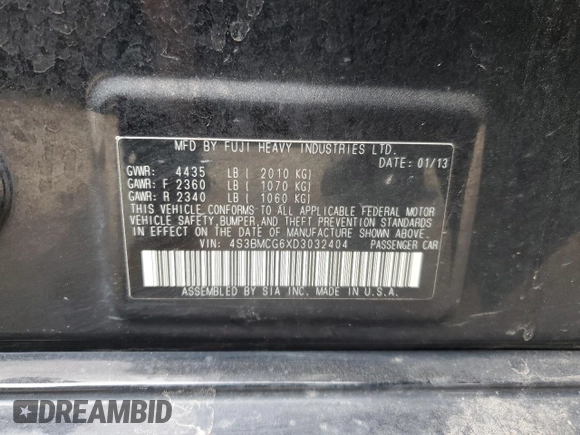 MFD BY FUJI HEAVY INDUSTRIES LTD.
DATE: 01/13
GVWR: 4435 LB ( 2010 KG)
GAWR: F 2360 LB ( 1070 KG)
GAWR: R 2340 LB ( 1060 KG)
THIS VEHICLE CONFORMS TO ALL APPLICABLE FEDERAL MOTOR
VEHICLE SAFETY, BUMPER, AND THEFT PREVENTION STANDARDS
IN EFFECT ON THE DATE OF MANUFACTURE SHOWN ABOVE.
VIN: 4S3BMCG6XD3032404 PASSENGER CAR
ASSEMBLED BY SIA INC. MADE IN U.S.A.
DREAMBID